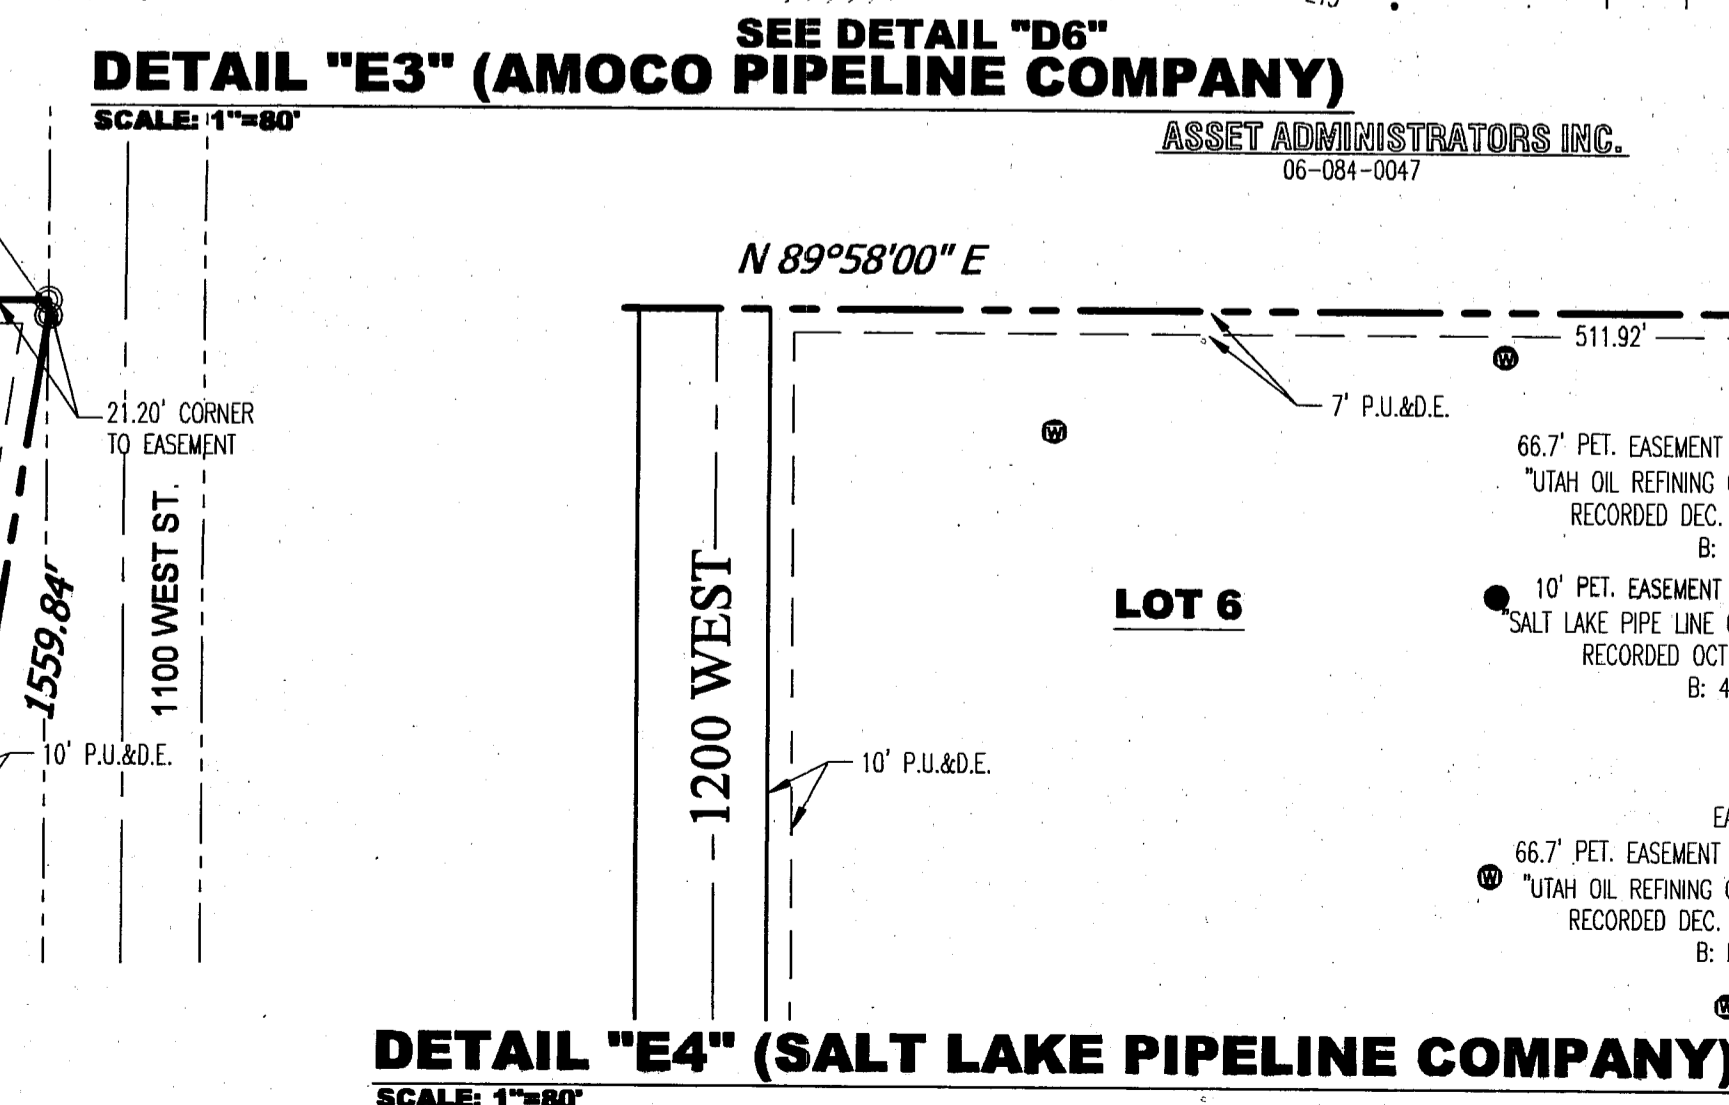 SEE DETAIL "D6"
DETAIL "E3" (AMOCO PIPELINE COMPANY)
SCALE: 1"=80'
ASSET ADMINISTRATORS INC.
06-084-0047
N 89°58'00" E
511.92'
7' P.U.&D.E.
21.20' CORNER
TO EASEMENT
1100 WEST ST.
1559.84'
10' P.U.&D.E.
1200 WEST
10' P.U.&D.E.
LOT 6
W
W
66.7' PET. EASEMENT
"UTAH OIL REFINING
RECORDED DEC.
B:
10' PET. EASEMENT
"SALT LAKE PIPE LINE
RECORDED OCT
B: 4
66.7' PET. EASEMENT
W
"UTAH OIL REFINING
RECORDED DEC.
B:
W
DETAIL "E4" (SALT LAKE PIPELINE COMPANY)
SCALE: 1"=80'